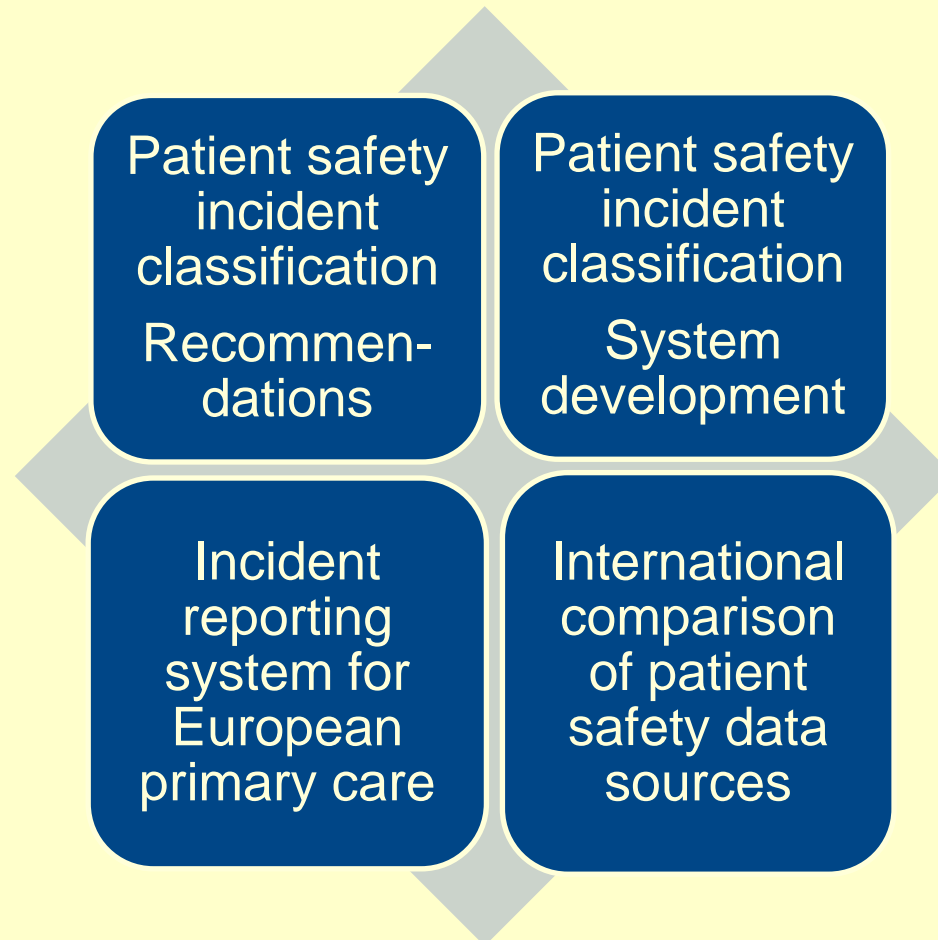 Patient safety
incident
classification
Recommen-
dations
Patient safety
incident
classification
System
development
Incident
reporting
system for
European
primary care
International
comparison
of patient
safety data
sources